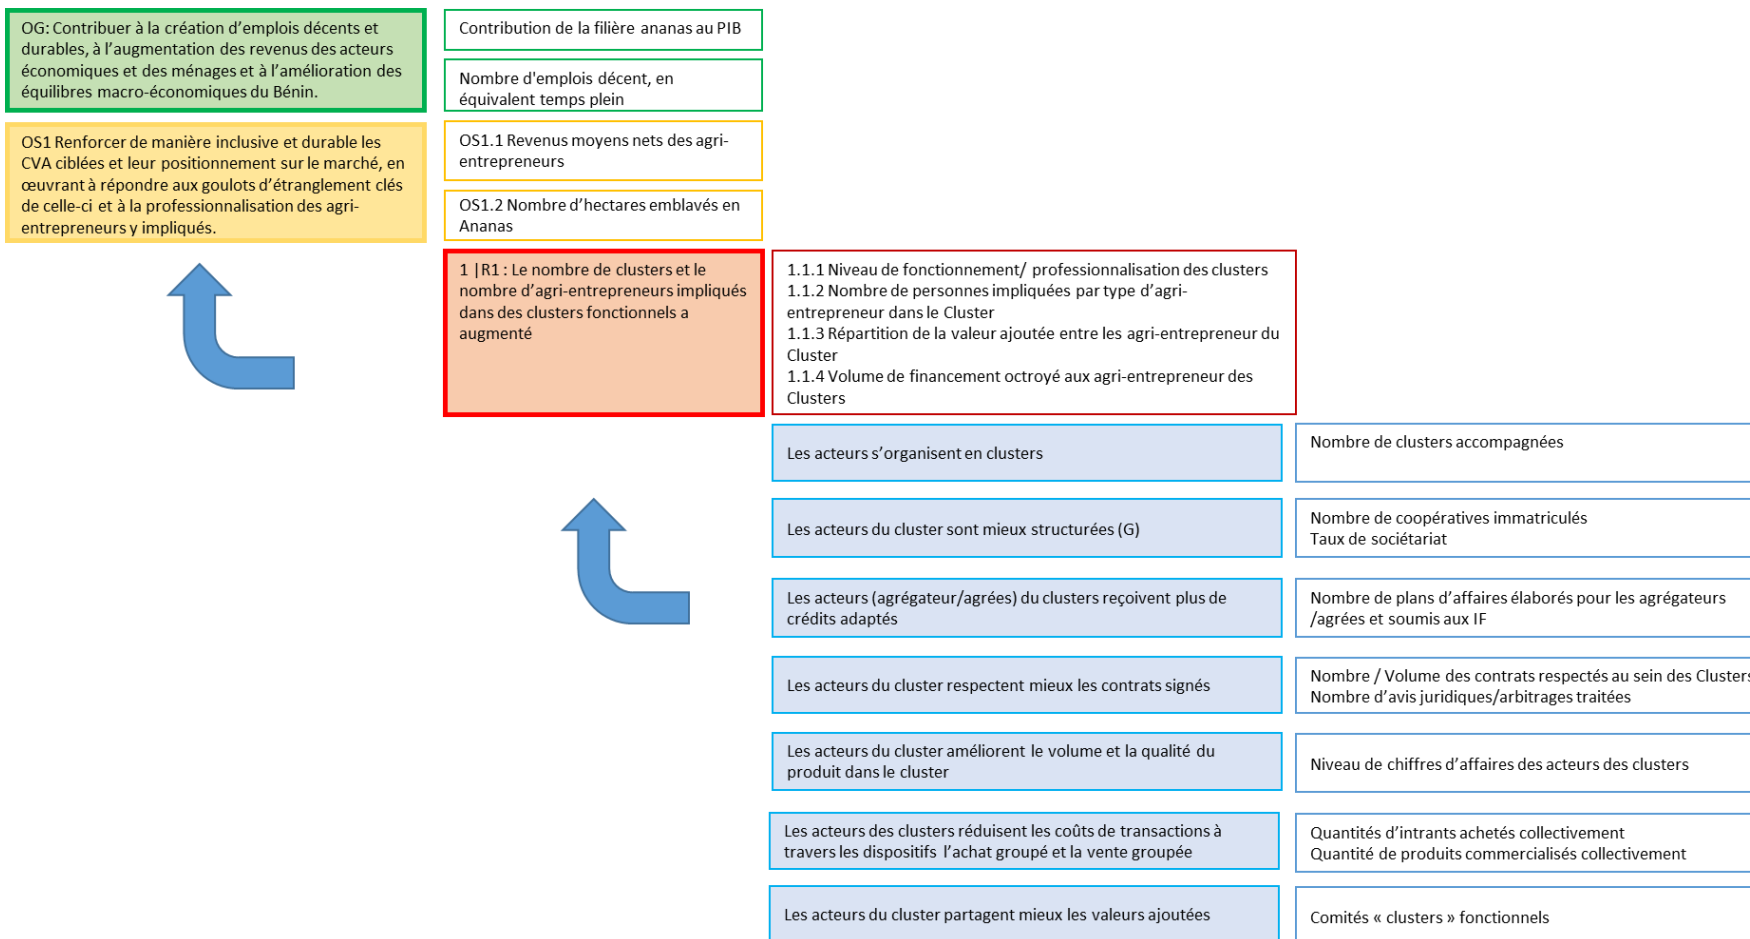 OG: Contribuer à la création d’emplois décents et
durables, à l’augmentation des revenus des acteurs
économiques et des ménages et à l’amélioration des
équilibres macro-économiques du Bénin.
Contribution de la filière ananas au PIB
Nombre d'emplois décent, en
équivalent temps plein
OS1 Renforcer de manière inclusive et durable les
CVA ciblées et leur positionnement sur le marché, en
œuvrant à répondre aux goulots d’étranglement clés
de celle-ci et à la professionnalisation des agri-
entrepreneurs y impliqués.
OS1.1 Revenus moyens nets des agri-
entrepreneurs
OS1.2 Nombre d’hectares emblavés en
Ananas
1 |R1 : Le nombre de clusters et le
nombre d’agri-entrepreneurs impliqués
dans des clusters fonctionnels a
augmenté
1.1.1 Niveau de fonctionnement/ professionnalisation des clusters
1.1.2 Nombre de personnes impliquées par type d’agri-
entrepreneur dans le Cluster
1.1.3 Répartition de la valeur ajoutée entre les agri-entrepreneur du
Cluster
1.1.4 Volume de financement octroyé aux agri-entrepreneur des
Clusters
Les acteurs s’organisent en clusters
Nombre de clusters accompagnées
Les acteurs du cluster sont mieux structurées (G)
Nombre de coopératives immatriculés
Taux de sociétariat
Les acteurs (agrégateur/agrées) du clusters reçoivent plus de
crédits adaptés
Nombre de plans d’affaires élaborés pour les agrégateurs
/agrées et soumis aux IF
Les acteurs du cluster respectent mieux les contrats signés
Nombre / Volume des contrats respectés au sein des Clusters
Nombre d’avis juridiques/arbitrages traitées
Les acteurs du cluster améliorent le volume et la qualité du
produit dans le cluster
Niveau de chiffres d’affaires des acteurs des clusters
Les acteurs des clusters réduisent les coûts de transactions à
travers les dispositifs l’achat groupé et la vente groupée
Quantités d’intrants achetés collectivement
Quantité de produits commercialisés collectivement
Les acteurs du cluster partagent mieux les valeurs ajoutées
Comités « clusters » fonctionnels